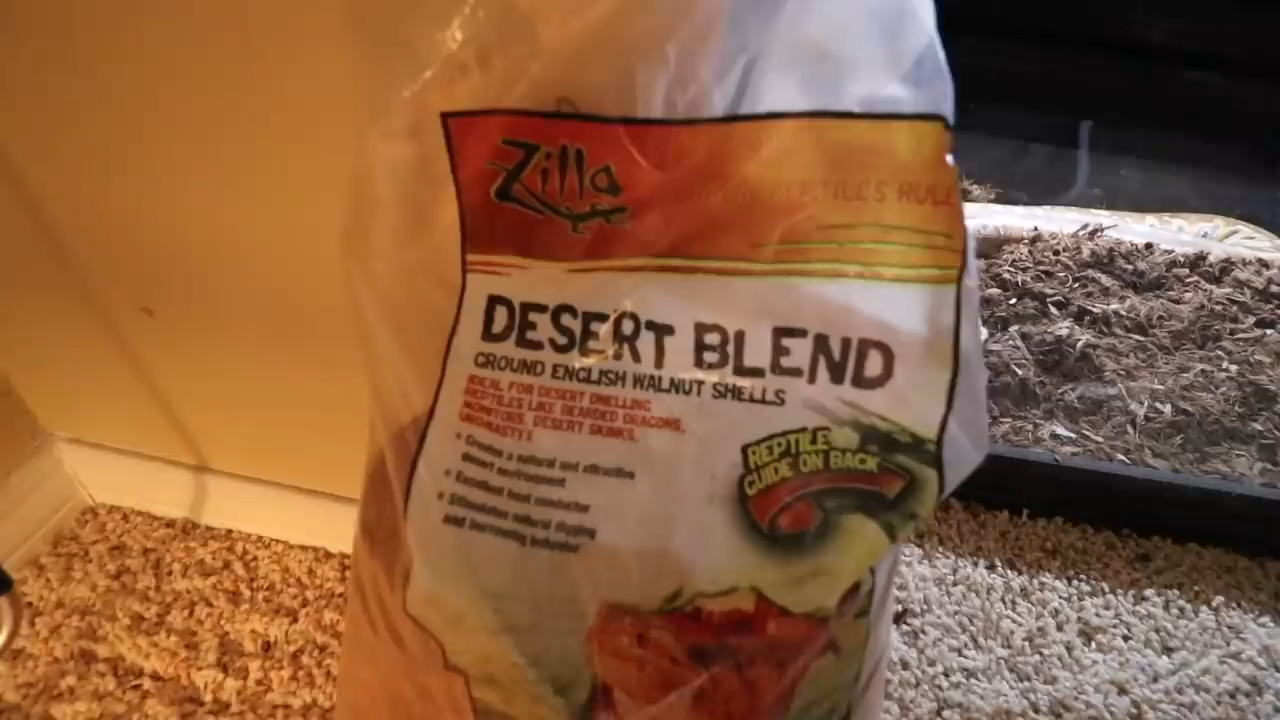 Zilla
REPTILES RULE
DESERT BLEND
GROUND ENGLISH WALNUT SHELLS
IDEAL FOR DESERT DWELLING
REPTILES LIKE BEARDED DRAGONS,
MONITORS, DESERT SKINKS,
UROMASTYX
• Creates a natural and attractive
desert environment
• Excellent heat conductor
• Stimulates natural digging
and burrowing behavior
REPTILE
GUIDE ON BACK